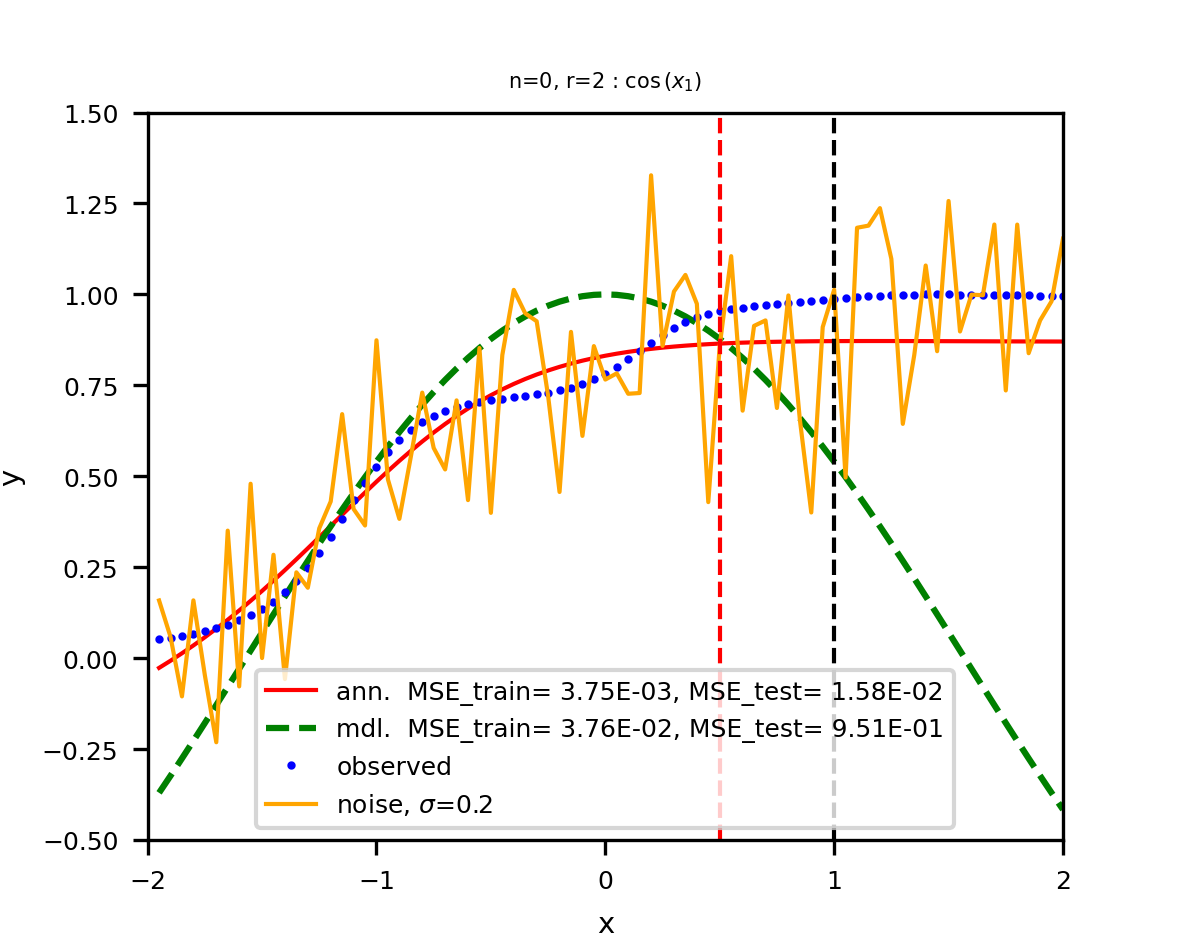 n=0, r=2 : cos (x₁)
1.50
1.25
1.00
0.75
0.50
0.25
0.00
−0.25
−0.50
y
ann.  MSE_train= 3.75E-03, MSE_test= 1.58E-02
mdl.  MSE_train= 3.76E-02, MSE_test= 9.51E-01
observed
noise, σ=0.2
−2
−1
0
1
2
x